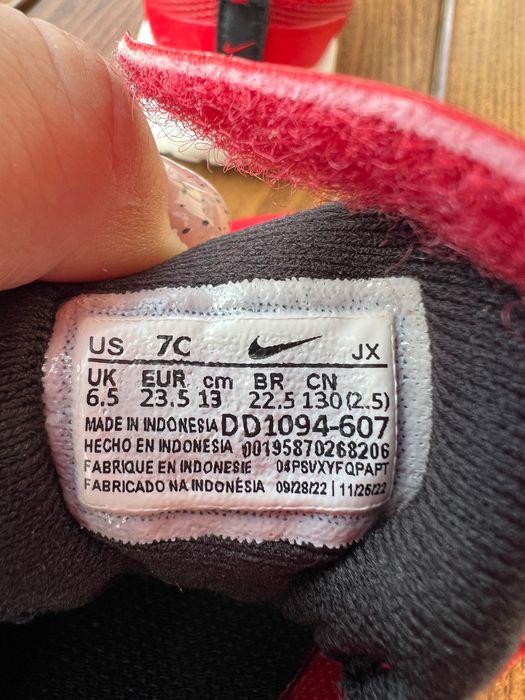 US 7C JX
UK EUR cm BR CN
6.5 23.5 13 22.5 130(2.5)
MADE IN INDONESIA DD1094-607
HECHO EN INDONESIA 00195870268206
FABRIQUE EN INDONESIE 04PSVXYFQPAPT
FABRICADO NA INDONÉSIA 09/28/22 | 11/26/22